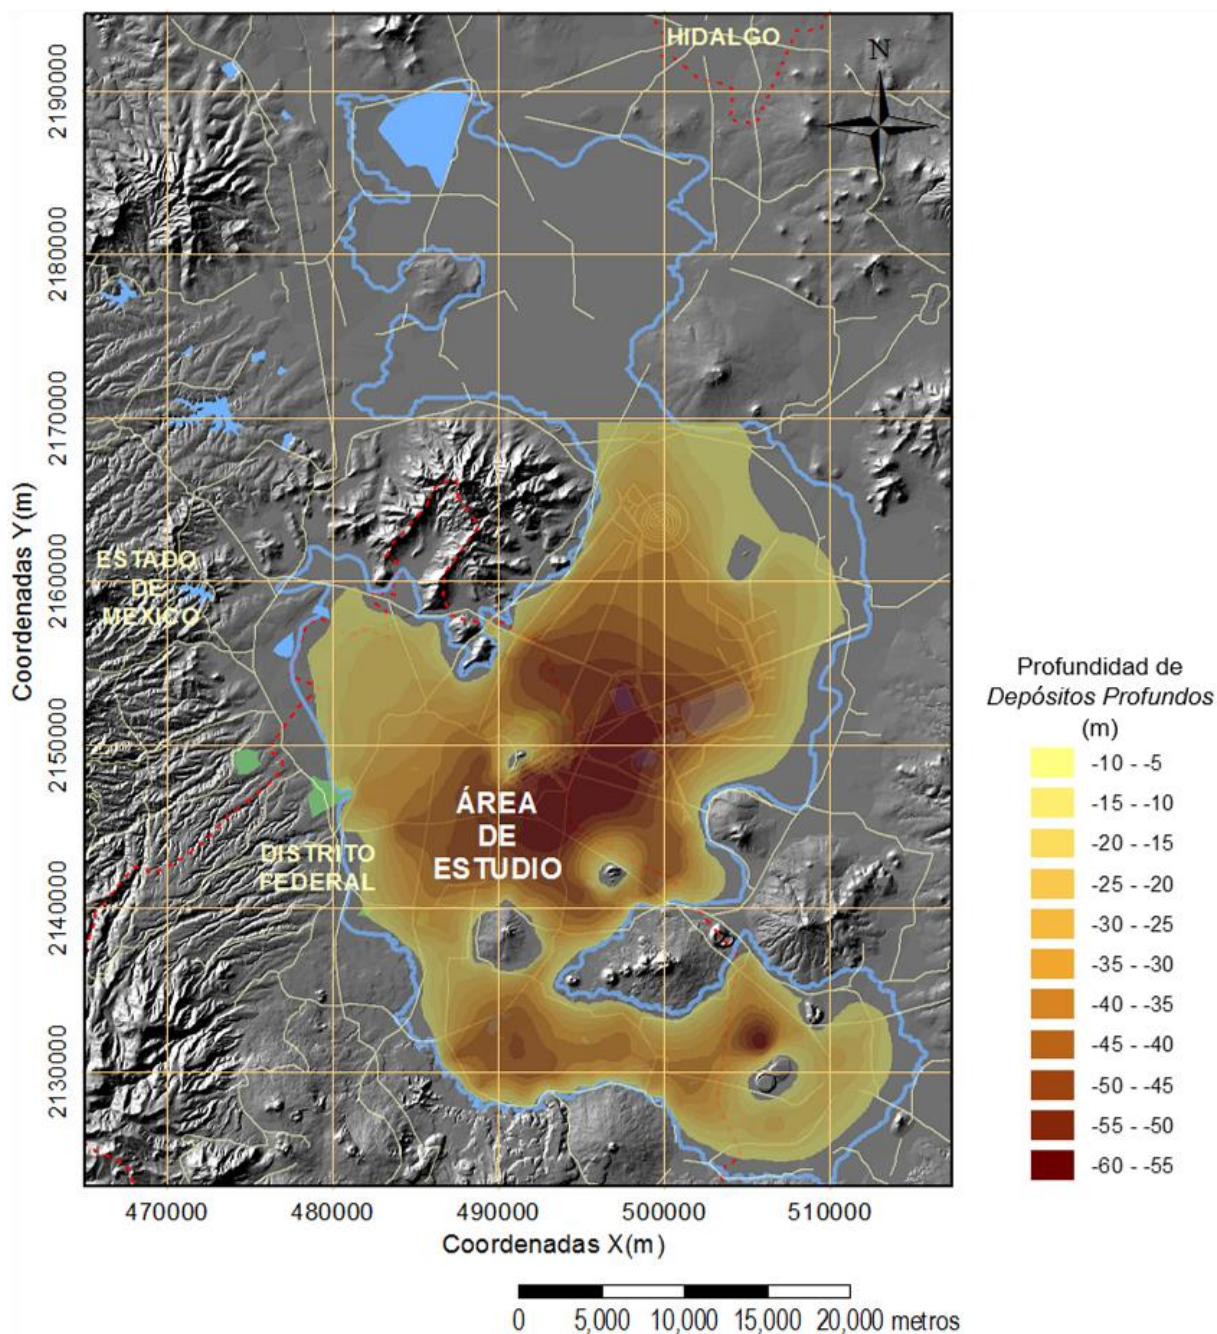 HIDALGO
N
2190000
2180000
2170000
2160000
2150000
2140000
2130000
Coordenadas Y(m)
ESTADO
DE
MEXICO
DISTRITO
FEDERAL
ÁREA
DE
ESTUDIO
470000 480000 490000 500000 510000
Coordenadas X(m)
0 5,000 10,000 15,000 20,000 metros
Profundidad de
Depósitos Profundos
(m)
-10 - -5
-15 - -10
-20 - -15
-25 - -20
-30 - -25
-35 - -30
-40 - -35
-45 - -40
-50 - -45
-55 - -50
-60 - -55